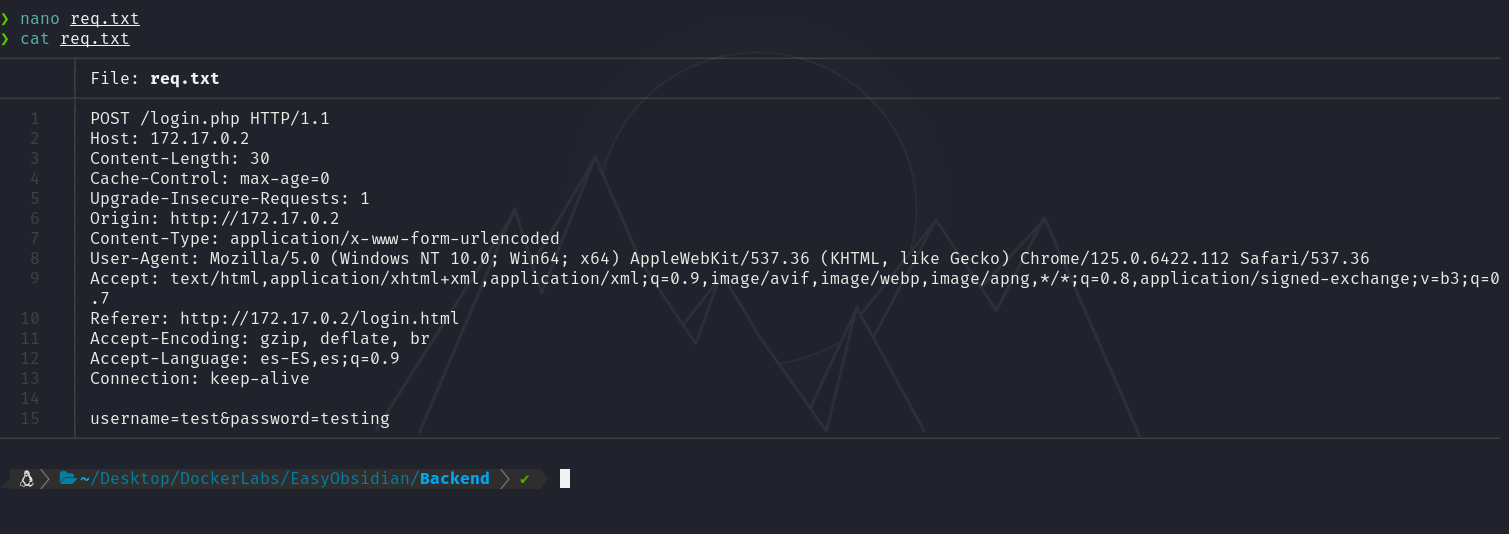 ❯ nano req.txt
❯ cat req.txt
File: req.txt
1 POST /login.php HTTP/1.1
2 Host: 172.17.0.2
3 Content-Length: 30
4 Cache-Control: max-age=0
5 Upgrade-Insecure-Requests: 1
6 Origin: http://172.17.0.2
7 Content-Type: application/x-www-form-urlencoded
8 User-Agent: Mozilla/5.0 (Windows NT 10.0; Win64; x64) AppleWebKit/537.36 (KHTML, like Gecko) Chrome/125.0.6422.112 Safari/537.36
9 Accept: text/html,application/xhtml+xml,application/xml;q=0.9,image/avif,image/webp,image/apng,*/*;q=0.8,application/signed-exchange;v=b3;q=0
.7
10 Referer: http://172.17.0.2/login.html
11 Accept-Encoding: gzip, deflate, br
12 Accept-Language: es-ES,es;q=0.9
13 Connection: keep-alive
14
15 username=test&password=testing
~/Desktop/DockerLabs/EasyObsidian/Backend ✔